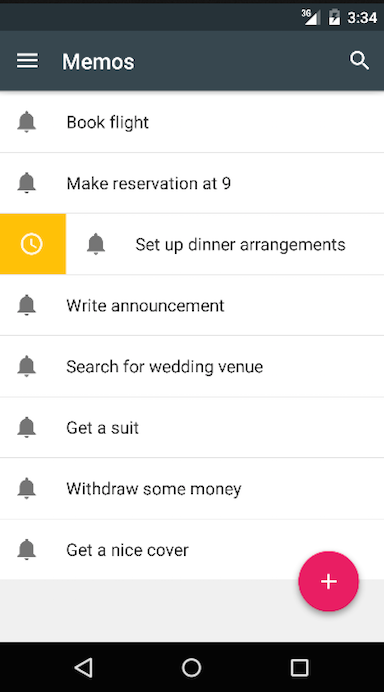 3G
3:34
Memos
Book flight
Make reservation at 9
Set up dinner arrangements
Write announcement
Search for wedding venue
Get a suit
Withdraw some money
Get a nice cover